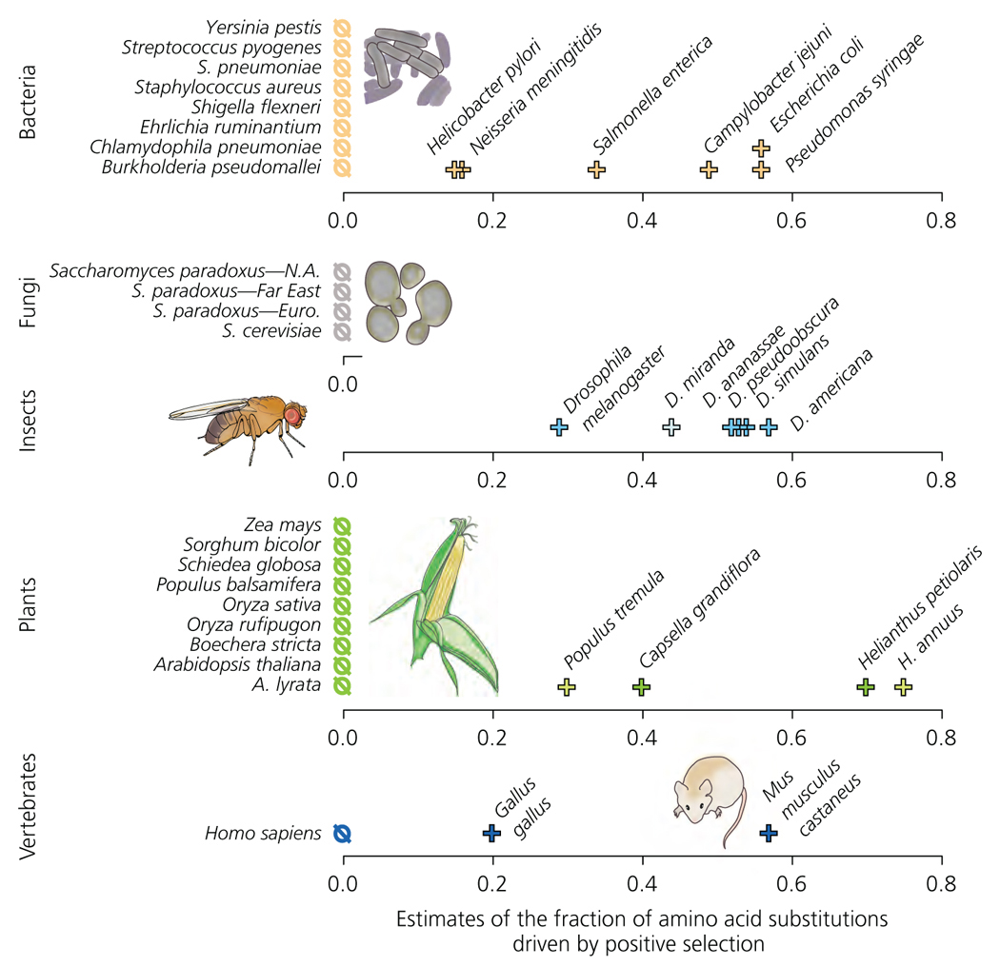 Bacteria
Yersinia pestis
Streptococcus pyogenes
S. pneumoniae
Staphylococcus aureus
Shigella flexneri
Ehrlichia ruminantium
Chlamydophila pneumoniae
Burkholderia pseudomallei
Helicobacter pylori
Neisseria meningitidis
Salmonella enterica
Campylobacter jejuni
Escherichia coli
Pseudomonas syringae
0.0 0.2 0.4 0.6 0.8
Fungi
Saccharomyces paradoxus—N.A.
S. paradoxus—Far East
S. paradoxus—Euro.
S. cerevisiae
0.0
Insects
Drosophila
melanogaster
D. miranda
D. ananassae
D. pseudoobscura
D. simulans
D. americana
0.0 0.2 0.4 0.6 0.8
Plants
Zea mays
Sorghum bicolor
Schiedea globosa
Populus balsamifera
Oryza sativa
Oryza rufipugon
Boechera stricta
Arabidopsis thaliana
A. lyrata
Populus tremula
Capsella grandiflora
Helianthus petiolaris
H. annuus
0.0 0.2 0.4 0.6 0.8
Vertebrates
Homo sapiens
Gallus
gallus
Mus
musculus
castaneus
0.0 0.2 0.4 0.6 0.8
Estimates of the fraction of amino acid substitutions
driven by positive selection